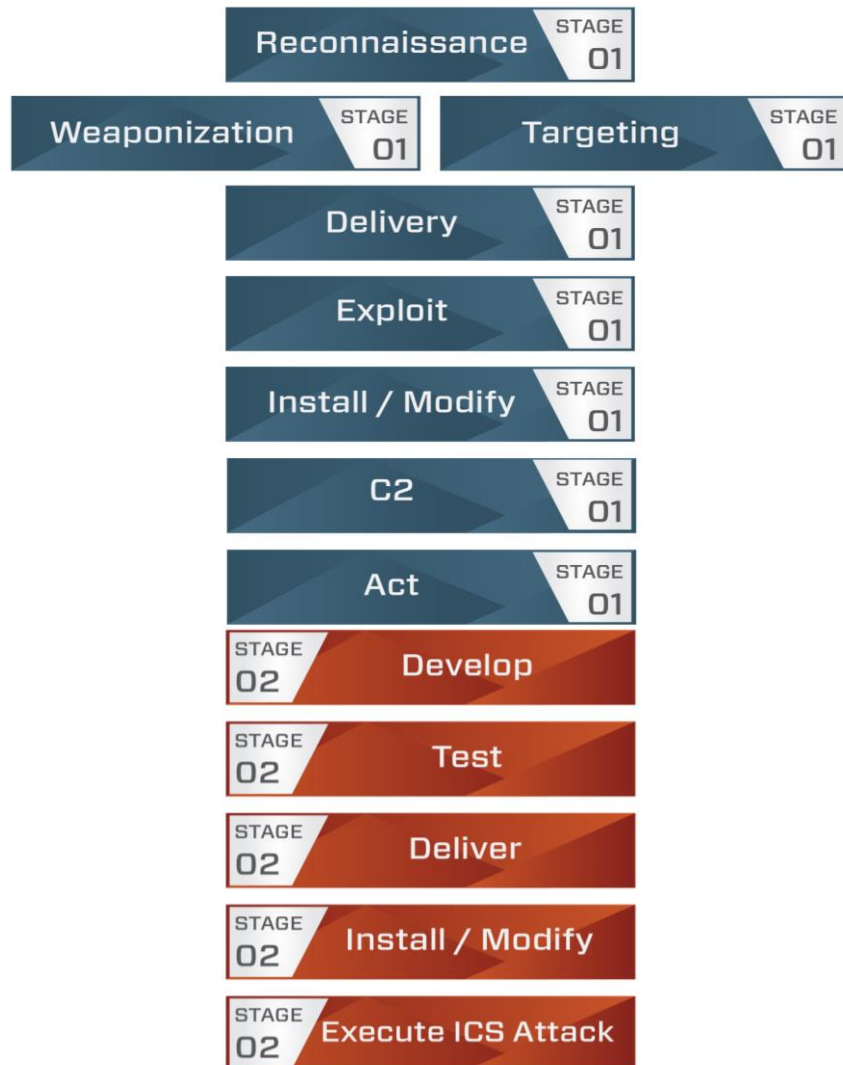 Reconnaissance STAGE 01
Weaponization STAGE 01
Targeting STAGE 01
Delivery STAGE 01
Exploit STAGE 01
Install / Modify STAGE 01
C2 STAGE 01
Act STAGE 01
STAGE 02 Develop
STAGE 02 Test
STAGE 02 Deliver
STAGE 02 Install / Modify
STAGE 02 Execute ICS Attack